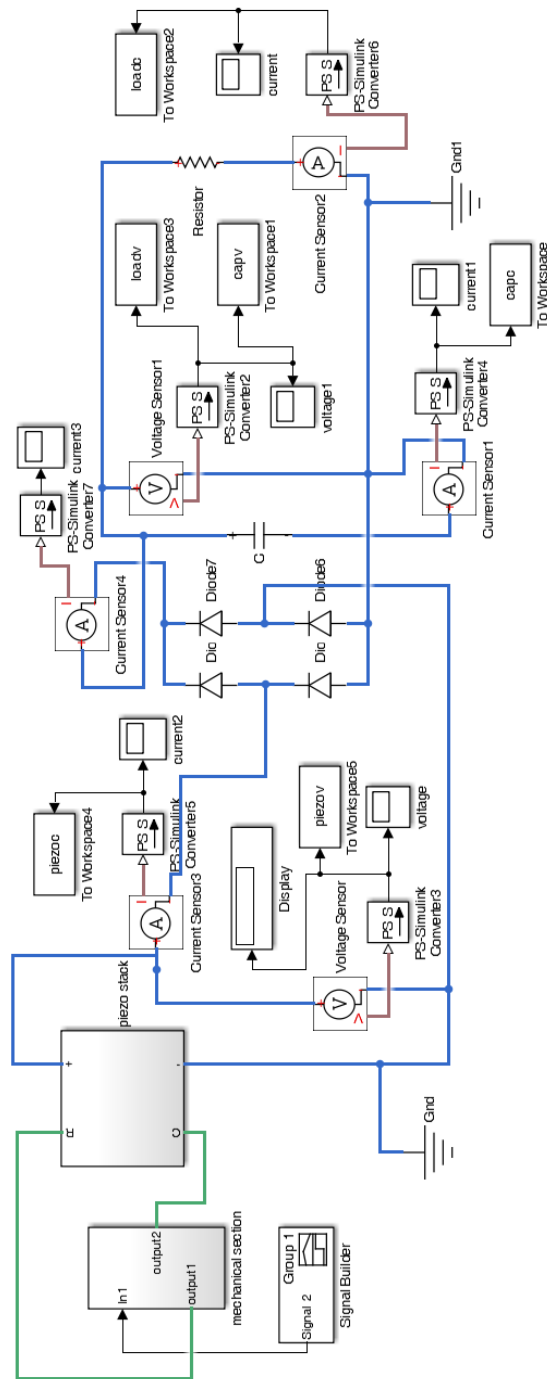 Signal 2
Group 1
Signal Builder
In1
output2
output1
mechanical section
R
C
+
-
piezo stack
Gnd
piezoc
To Workspace4
current2
PS S
PS-Simulink
Converter5
A
Current Sensor3
Display
piezov
To Workspace5
voltage
V
Voltage Sensor
PS S
PS-Simulink
Converter3
Dio
Diode7
Dio
Diode6
A
Current Sensor4
PS S
PS-Simulink
Converter7
current3
+
-
C
V
Voltage Sensor1
PS S
PS-Simulink
Converter2
loadv
To Workspace3
capv
To Workspace1
voltage1
A
Current Sensor1
PS S
PS-Simulink
Converter4
current1
capc
To Workspace
Resistor
A
Current Sensor2
Gnd1
loadc
To Workspace2
current
PS S
PS-Simulink
Converter6